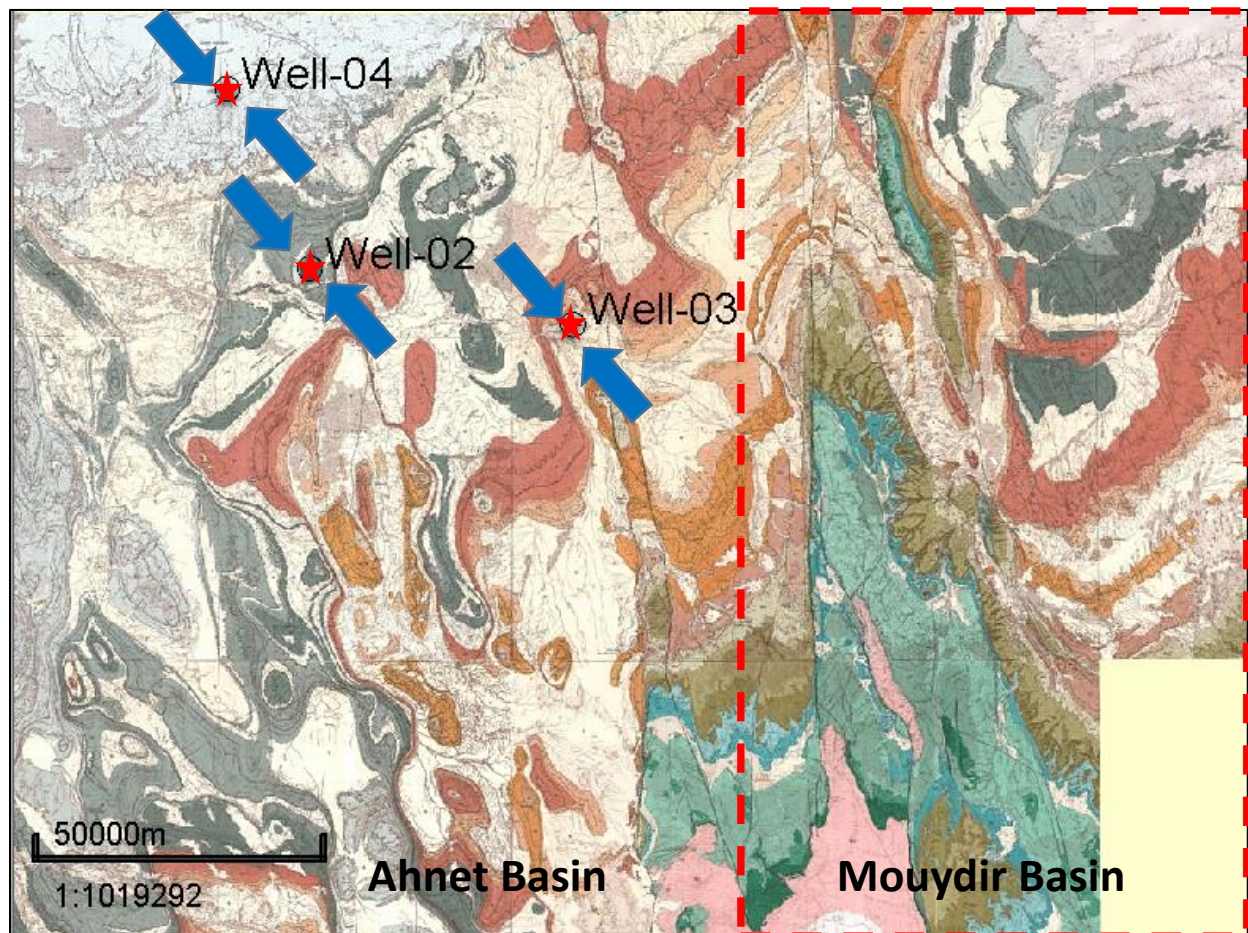 Well-04
Well-02
Well-03
50000m
1:1019292
Ahnet Basin
Mouydir Basin